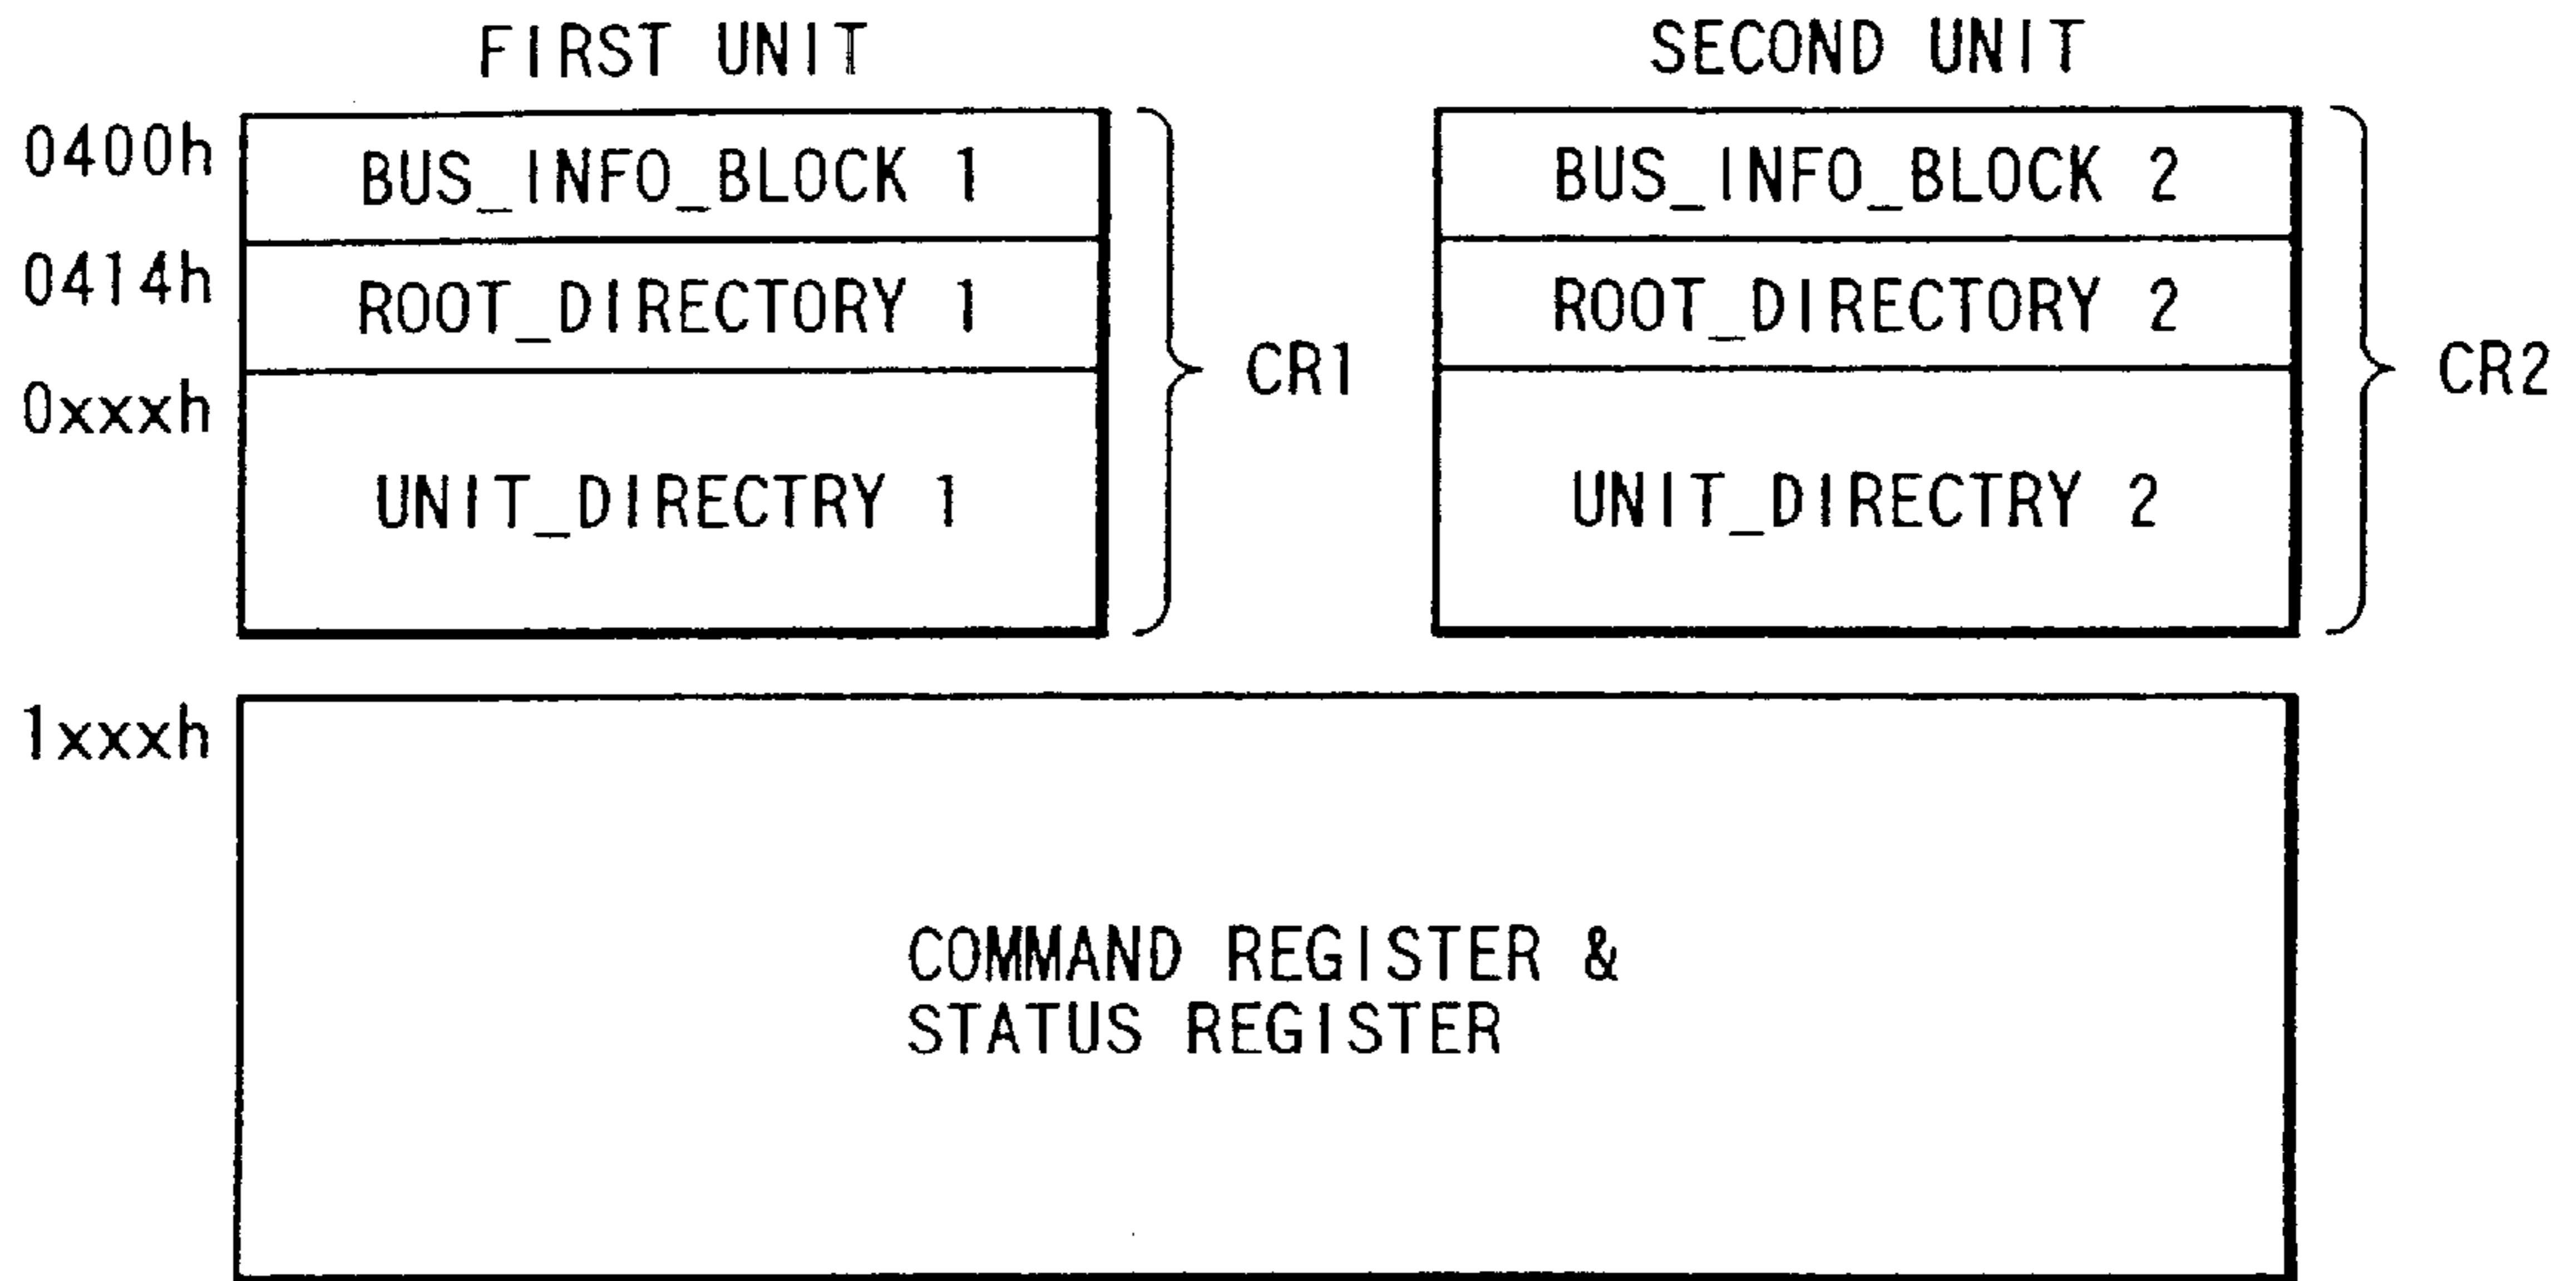 FIRST UNIT
SECOND UNIT
0400h
BUS_INFO_BLOCK 1
BUS_INFO_BLOCK 2
0414h
ROOT_DIRECTORY 1
ROOT_DIRECTORY 2
CR1
CR2
0xxxh
UNIT_DIRECTRY 1
UNIT_DIRECTRY 2
1xxxh
COMMAND REGISTER &
STATUS REGISTER